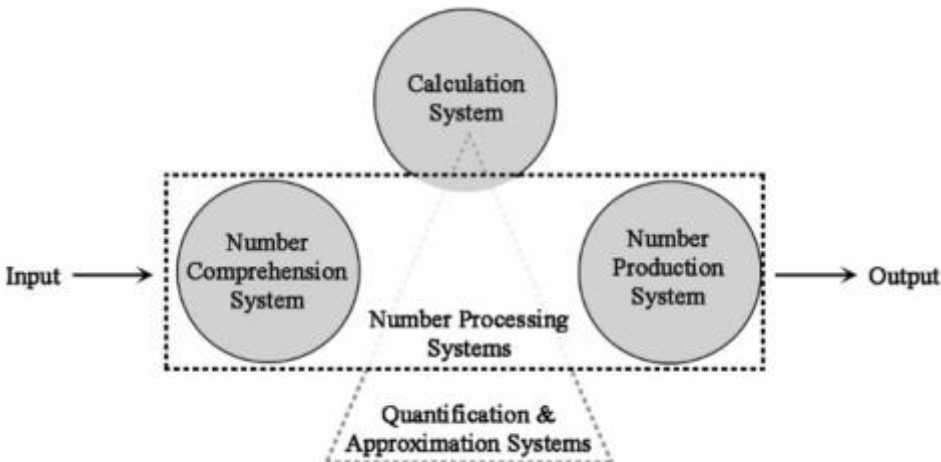 Calculation
System
Number
Comprehension
System
Number
Production
System
Input
Output
Number Processing
Systems
Quantification &
Approximation Systems